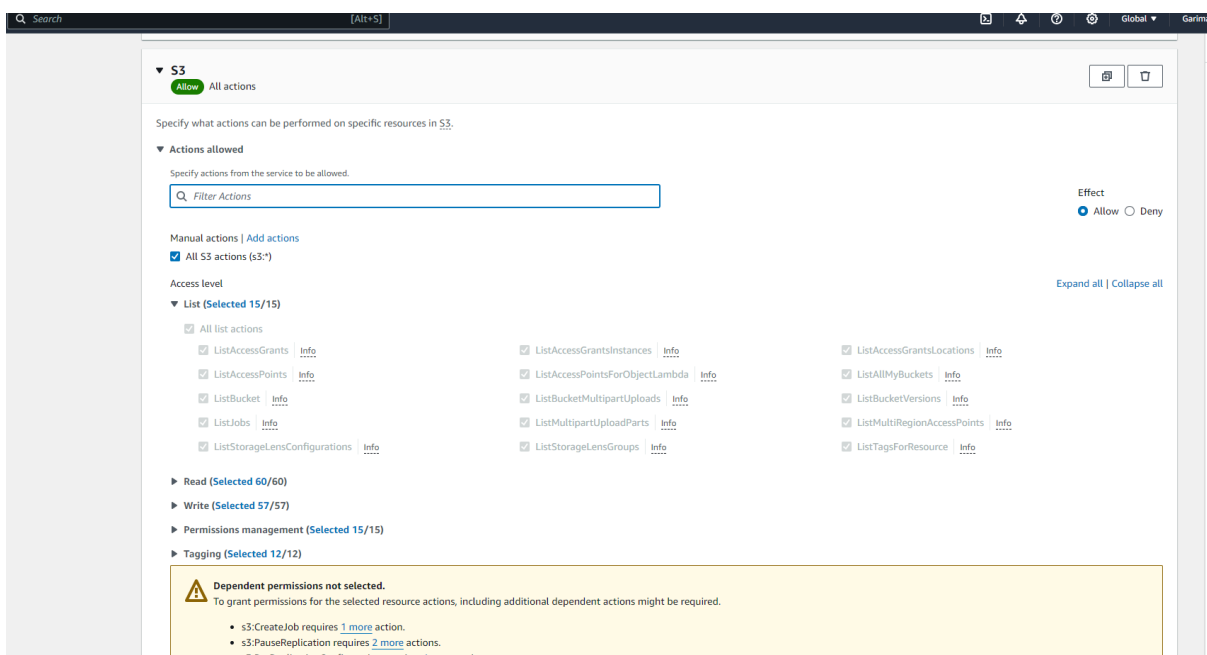 Search [Alt+S] Global Garima
S3
Allow All actions
Specify what actions can be performed on specific resources in S3.
Actions allowed
Specify actions from the service to be allowed.
Filter Actions
Effect
Allow Deny
Manual actions | Add actions
All S3 actions (s3:*)
Access level Expand all | Collapse all
List (Selected 15/15)
All list actions
ListAccessGrants Info ListAccessGrantsInstances Info ListAccessGrantsLocations Info
ListAccessPoints Info ListAccessPointsForObjectLambda Info ListAllMyBuckets Info
ListBucket Info ListBucketMultipartUploads Info ListBucketVersions Info
ListJobs Info ListMultipartUploadParts Info ListMultiRegionAccessPoints Info
ListStorageLensConfigurations Info ListStorageLensGroups Info ListTagsForResource Info
Read (Selected 60/60)
Write (Selected 57/57)
Permissions management (Selected 15/15)
Tagging (Selected 12/12)
Dependent permissions not selected.
To grant permissions for the selected resource actions, including additional dependent actions might be required.
• s3:CreateJob requires 1 more action.
• s3:PauseReplication requires 2 more actions.